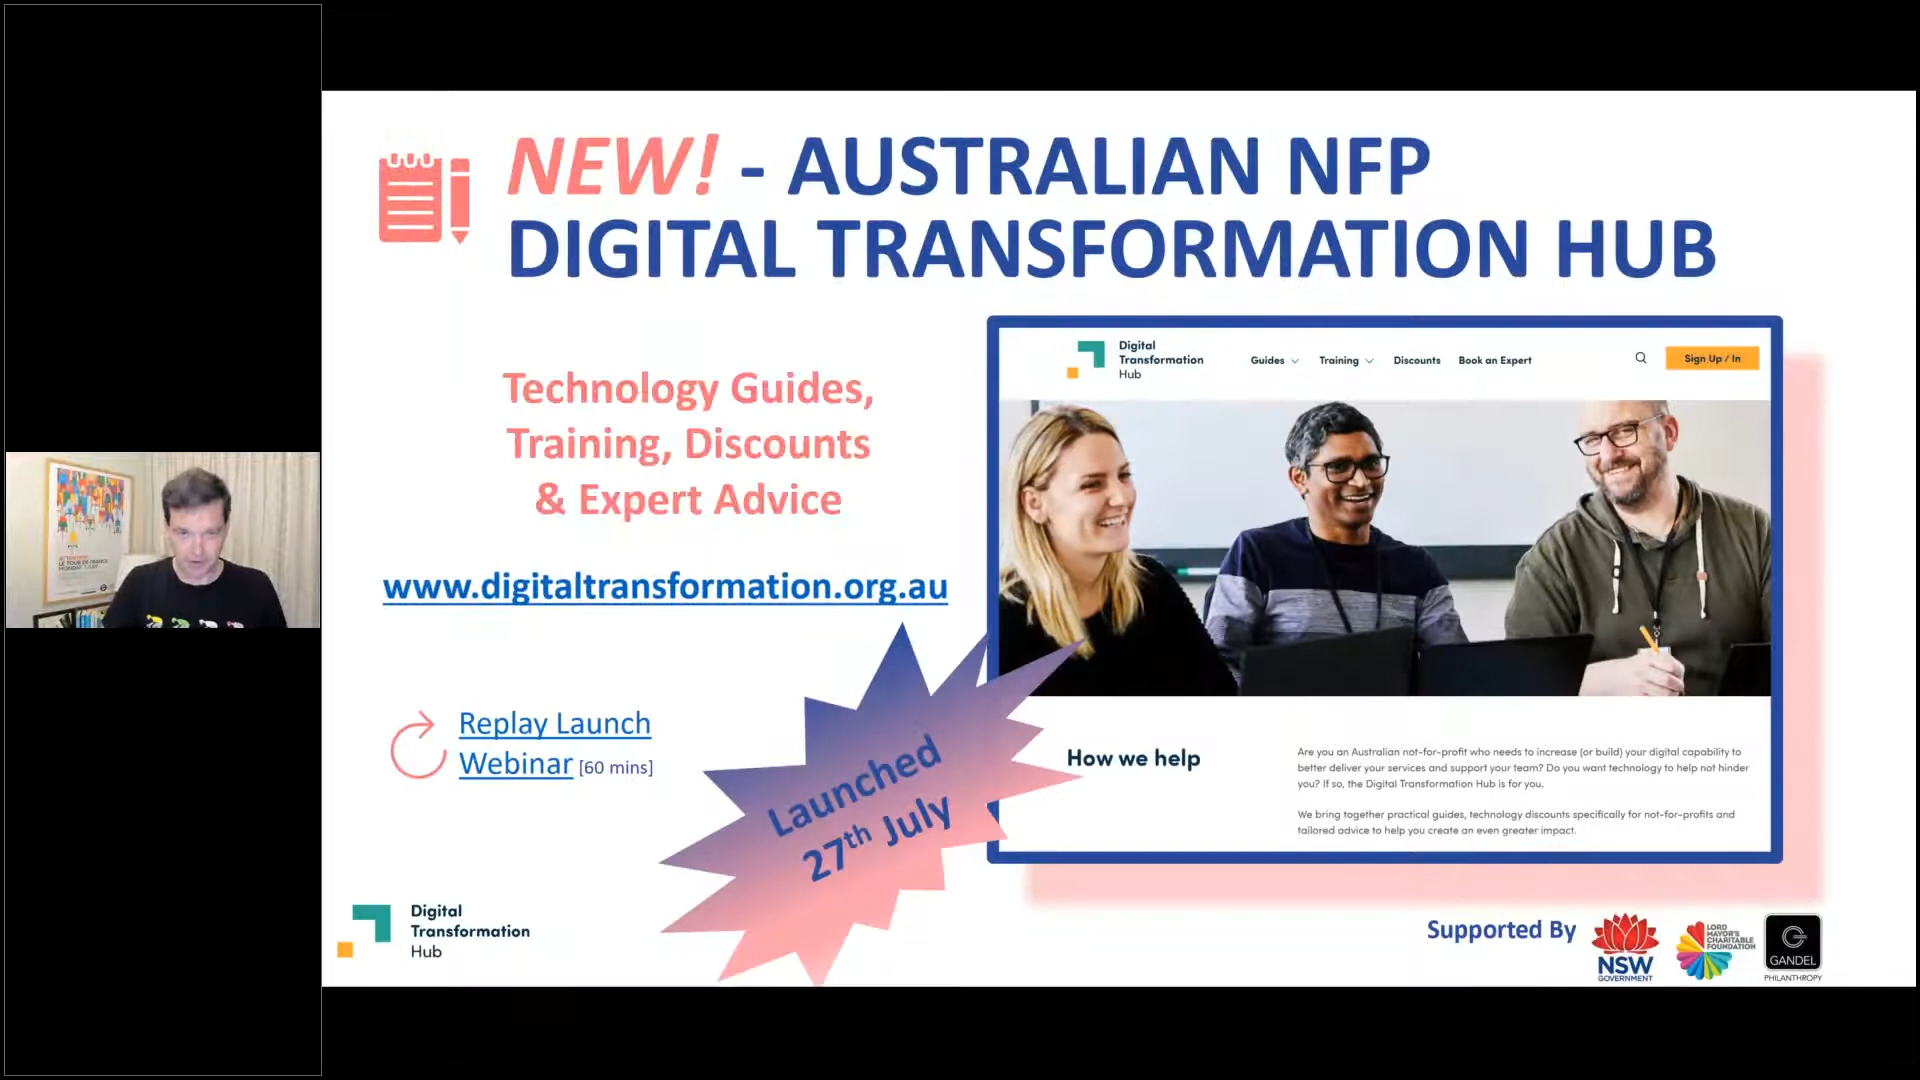 NEW! - AUSTRALIAN NFP
DIGITAL TRANSFORMATION HUB
Technology Guides,
Training, Discounts
& Expert Advice
www.digitaltransformation.org.au
Replay Launch
Webinar [60 mins]
Launched
27th July
Digital
Transformation
Hub
Guides
Training
Discounts
Book an Expert
Sign Up / In
How we help
Are you an Australian not-for-profit who needs to increase (or build) your digital capability to
better deliver your services and support your team? Do you want technology to help not hinder
you? If so, the Digital Transformation Hub is for you.
We bring together practical guides, technology discounts specifically for not-for-profits and
tailored advice to help you create an even greater impact.
Digital
Transformation
Hub
Supported By
NSW
GOVERNMENT
LORD
MAYOR'S
CHARITABLE
FOUNDATION
GANDEL
PHILANTHROPY
LE TOUR DE FRANCE